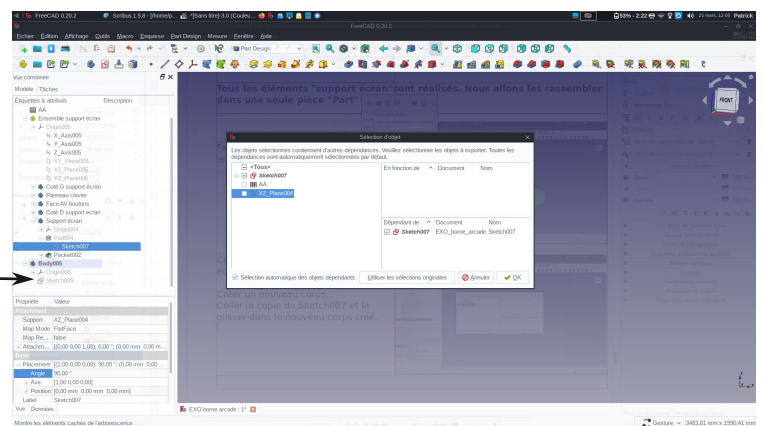 FreeCAD 0.20.2
Scribus 1.5.8 - [/home/p...
*[Sans titre]-3.0 (Couleu...
53% - 2:22
25 mars, 12:05
Patrick
FreeCAD 0.20.2
Fichier Edition Affichage Outils Macro Esquisse Part Design Mesure Fenêtre Aide
Part Design
Vue combinée
Modèle Tâches
Étiquettes & attributs Description
AA
Ensemble support écran
Origin005
X_Axis005
Y_Axis005
Z_Axis005
XY_Plane005
XZ_Plane005
YZ_Plane005
Coté G support écran
Panneau clavier
Face AV boutons
Coté D support ecran
Support écran
Origin004
Pad004
Sketch007
Pocket002
Body005
Origin008
Sketch009
Propriété Valeur
Attachment
Support XZ_Plane004
Map Mode FlatFace
Map Re... false
Attachm... [(0,00 0,00 1,00); 0,00 °; (0,00 mm 0,00 m...
Base
Placement [(1,00 0,00 0,00); 90,00 °; (0,00 mm 0,00 ...
Angle 90,00 °
Axe [1,00 0,00 0,00]
Position [0,00 mm 0,00 mm 0,00 mm]
Label Sketch007
Vue Données
Montre les éléments cachés de l'arborescence
Tous les éléments "support écran"sont réalisés. Nous allons les rassembler
dans une seule pièce "Part"
Sélection d'objet
Les objets sélectionnés contiennent d'autres dépendances. Veuillez sélectionner les objets à exporter. Toutes les
dépendances sont automatiquement sélectionnées par défaut.
<Tous>
Sketch007
AA
XZ_Plane004
En fonction de Document Nom
Dépendant de Document Nom
Sketch007 EXO_borne_arcade Sketch007
Sélection automatique des objets dépendants
Utiliser les sélections originales
Annuler
OK
Créer un nouveau corps.
Coller la copie du Sketch007 et la
glisser dans le nouveau corps créé.
FRONT
EXO borne arcade : 1*
Gesture
3403,81 mm x 1990,41 mm